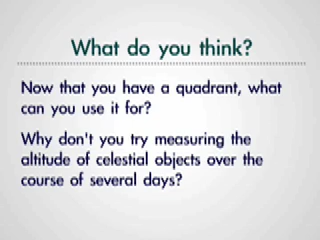 What do you think?
Now that you have a quadrant, what
can you use it for?
Why don't you try measuring the
altitude of celestial objects over the
course of several days?